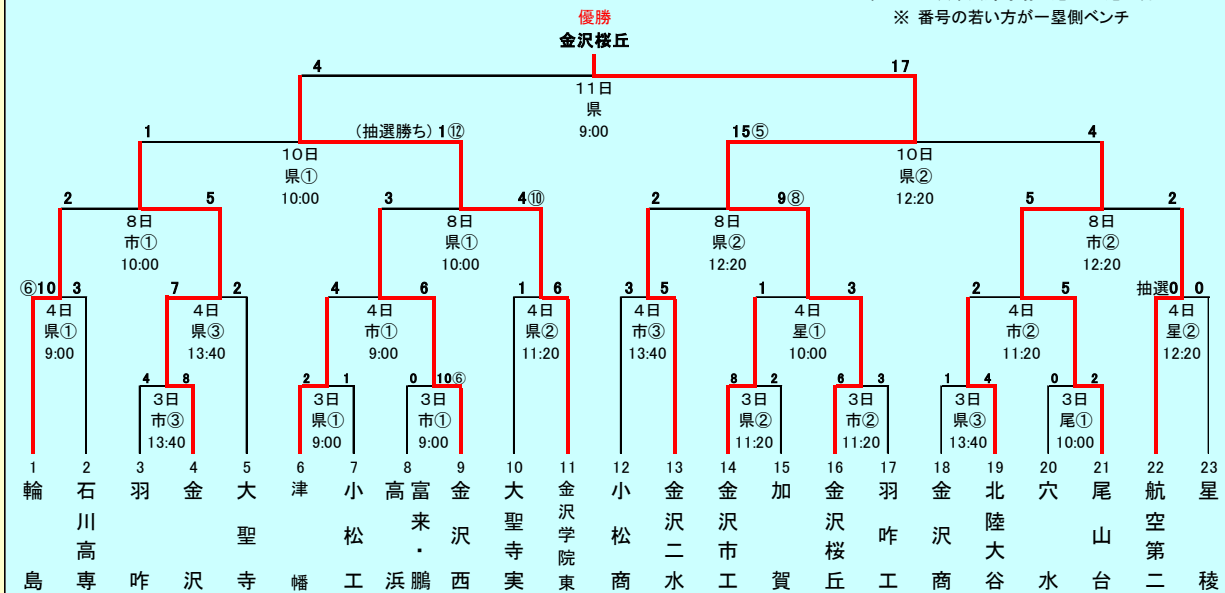 ※ 番号の若い方が一塁側ベンチ
優勝
金沢桜丘
4 17
11日
県
9:00
1 (抽選勝ち) 1⑫ 15⑤ 4
10日 10日
県① 県②
10:00 12:20
2 5 3 4⑩ 2 9⑧ 5 2
8日 8日 8日 8日
市① 県① 県② 市②
10:00 10:00 12:20 12:20
⑥10 3 7 2 4 6 1 6 3 5 1 3 2 5 抽選0 0
4日 4日 4日 4日 4日 4日 4日 4日
県① 県③ 市① 県② 市③ 星① 市② 星②
9:00 13:40 9:00 11:20 13:40 10:00 11:20 12:20
4 8 2 1 0 10⑥ 8 2 6 3 1 4 0 2
3日 3日 3日 3日 3日 3日 3日
市③ 県① 市① 県② 市② 県③ 尾①
13:40 9:00 9:00 11:20 11:20 13:40 10:00
1 2 3 4 5 6 7 8 9 10 11 12 13 14 15 16 17 18 19 20 21 22 23
輪島
石川高専
羽咋
金沢
大聖寺
津幡
小松工
高浜
富来・鵬
金沢西
大聖寺実
金沢学院東
小松商
金沢二水
金沢市工
加賀
金沢桜丘
羽咋工
金沢商
北陸大谷
穴水
尾山台
航空第二
星稜